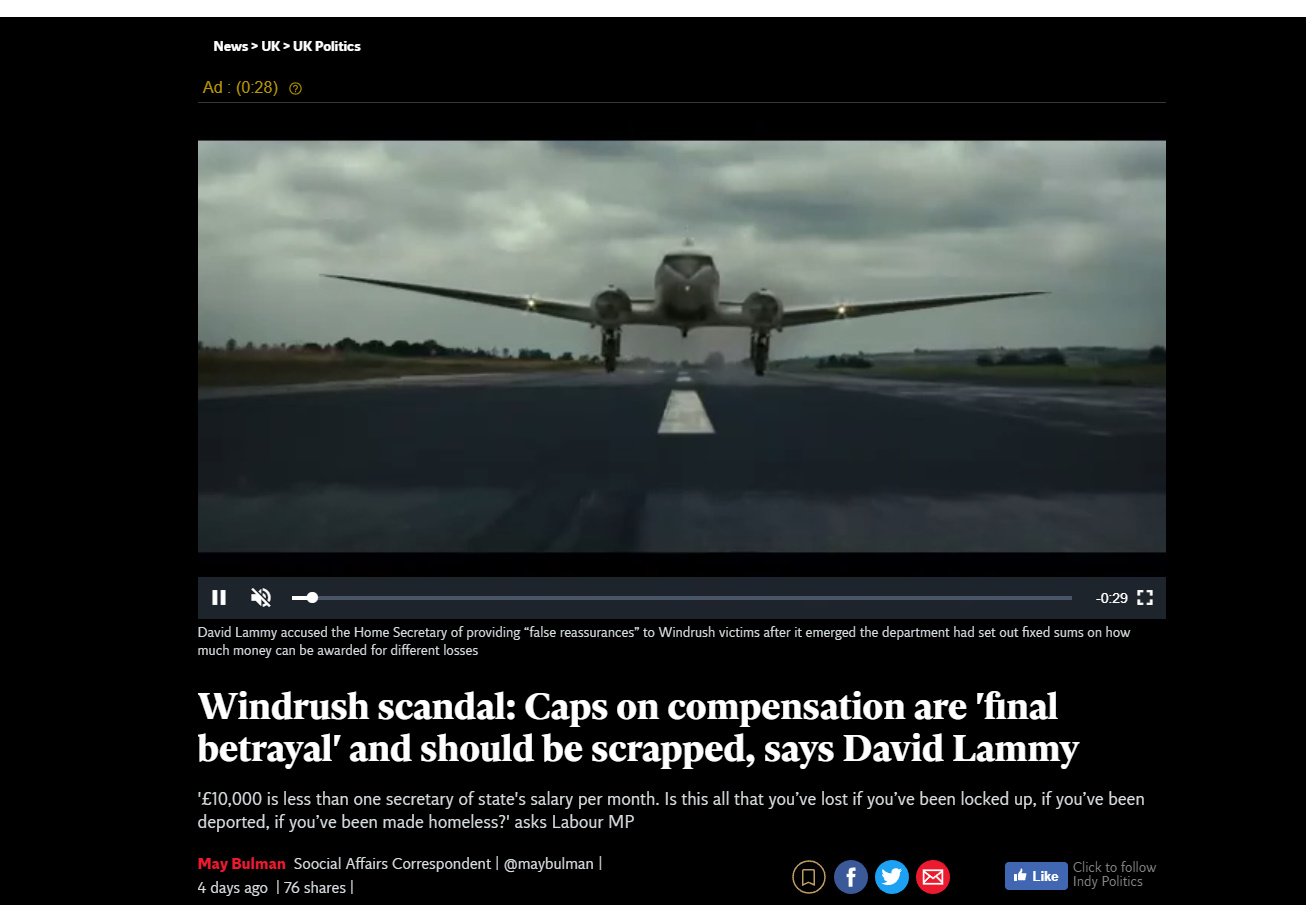 News > UK > UK Politics
Ad : (0:28)
-0:29
David Lammy accused the Home Secretary of providing “false reassurances” to Windrush victims after it emerged the department had set out fixed sums on how
much money can be awarded for different losses
Windrush scandal: Caps on compensation are 'final
betrayal' and should be scrapped, says David Lammy
'£10,000 is less than one secretary of state's salary per month. Is this all that you’ve lost if you’ve been locked up, if you’ve been
deported, if you’ve been made homeless?' asks Labour MP
May Bulman Soocial Affairs Correspondent | @maybulman |
4 days ago | 76 shares |
Like
Click to follow
Indy Politics